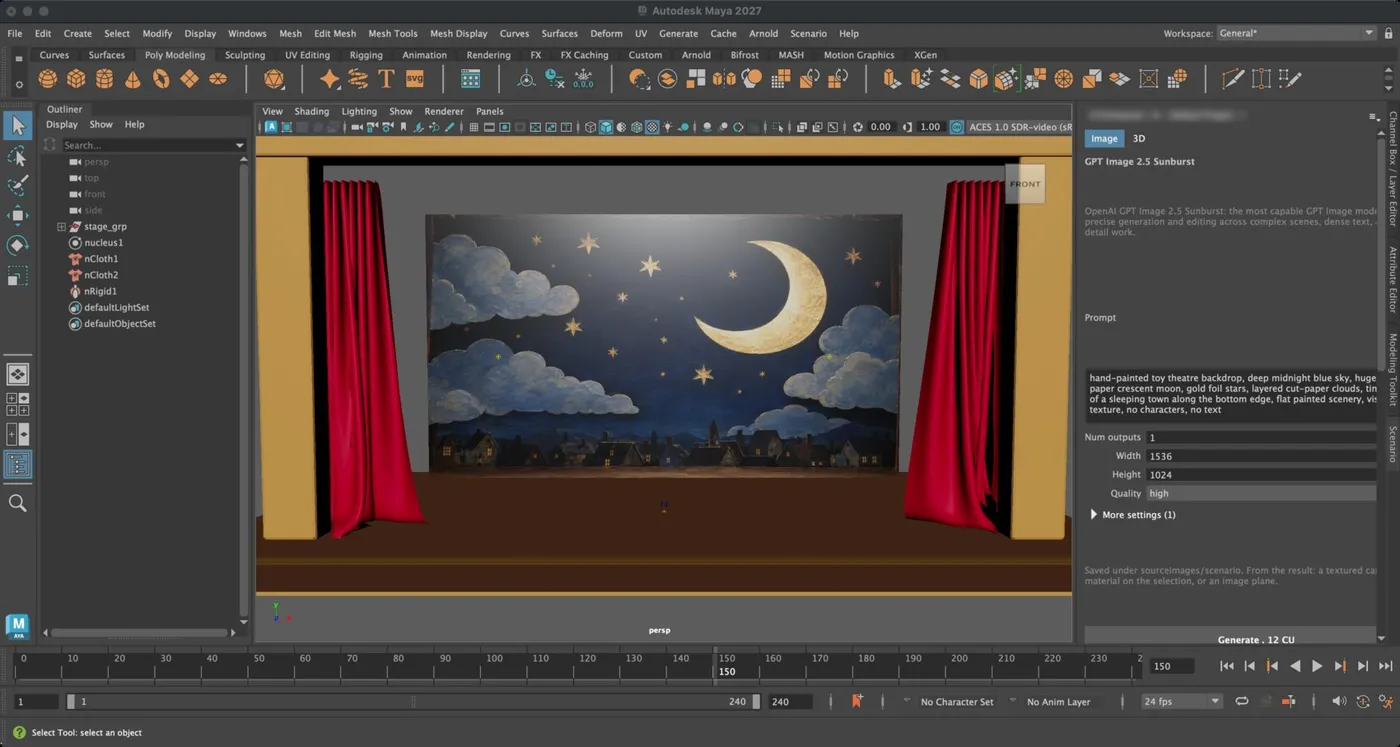 Autodesk Maya 2027
File Edit Create Select Modify Display Windows Mesh Edit Mesh Mesh Tools Mesh Display Curves Surfaces Deform UV Generate Cache Arnold Scenario Help
Workspace: General*
Curves Surfaces Poly Modeling Sculpting UV Editing Rigging Animation Rendering FX FX Caching Custom Arnold Bifrost MASH Motion Graphics XGen
T svg 0,0,0
Outliner
Display Show Help
Search...
persp
top
front
side
stage_grp
nucleus1
nCloth1
nCloth2
nRigid1
defaultLightSet
defaultObjectSet
M
AYA
View Shading Lighting Show Renderer Panels
0.00 1.00 ACES 1.0 SDR-video (sR
FRONT
persp
Image 3D
GPT Image 2.5 Sunburst
OpenAI GPT Image 2.5 Sunburst: the most capable GPT Image mod
precise generation and editing across complex scenes, dense text,
detail work.
Prompt
hand-painted toy theatre backdrop, deep midnight blue sky, huge
paper crescent moon, gold foil stars, layered cut-paper clouds, tin
of a sleeping town along the bottom edge, flat painted scenery, vis
texture, no characters, no text
Num outputs 1
Width 1536
Height 1024
Quality high
More settings (1)
Saved under sourceimages/scenario. From the result: a textured ca
material on the selection, or an image plane.
Generate . 12 CU
Channel Box / Layer Editor
Attribute Editor
Modeling Toolkit
Scenario
0 10 20 30 40 50 60 70 80 90 100 110 120 130 140 150 160 170 180 190 200 210 220 230 2
150
150
1 1 240 240 No Character Set No Anim Layer 24 fps
Select Tool: select an object